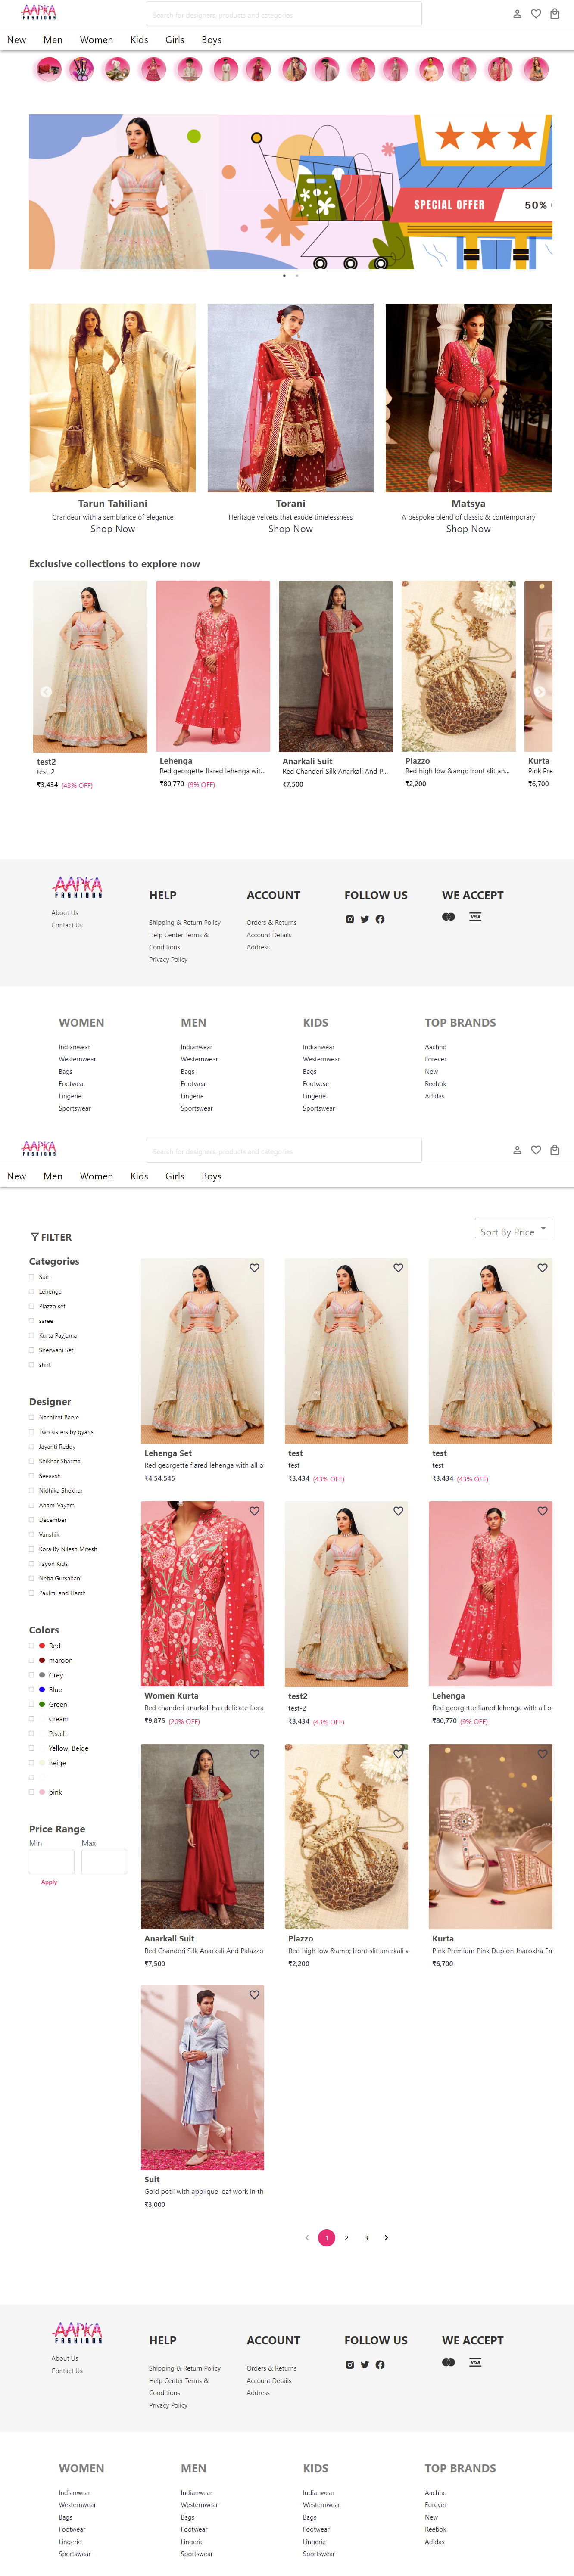 AAPKA
FASHIONS
Search for designers, products and categories
New Men Women Kids Girls Boys
SPECIAL OFFER
50%
Tarun Tahiliani
Grandeur with a semblance of elegance
Shop Now
Torani
Heritage velvets that exude timelessness
Shop Now
Matsya
A bespoke blend of classic & contemporary
Shop Now
Exclusive collections to explore now
test2
test-2
₹3,434 (43% OFF)
Lehenga
Red georgette flared lehenga wit...
₹80,770 (9% OFF)
Anarkali Suit
Red Chanderi Silk Anarkali And P...
₹7,500
Plazzo
Red high low &amp; front slit an...
₹2,200
Kurta
Pink Pre
₹6,700
AAPKA
FASHIONS
About Us
Contact Us
HELP
Shipping & Return Policy
Help Center Terms &
Conditions
Privacy Policy
ACCOUNT
Orders & Returns
Account Details
Address
FOLLOW US
WE ACCEPT
VISA
WOMEN
Indianwear
Westernwear
Bags
Footwear
Lingerie
Sportswear
MEN
Indianwear
Westernwear
Bags
Footwear
Lingerie
Sportswear
KIDS
Indianwear
Westernwear
Bags
Footwear
Lingerie
Sportswear
TOP BRANDS
Aachho
Forever
New
Reebok
Adidas
AAPKA
FASHIONS
Search for designers, products and categories
New Men Women Kids Girls Boys
FILTER
Sort By Price
Categories
Suit
Lehenga
Plazzo set
saree
Kurta Payjama
Sherwani Set
shirt
Designer
Nachiket Barve
Two sisters by gyans
Jayanti Reddy
Shikhar Sharma
Seeaash
Nidhika Shekhar
Aham-Vayam
December
Vanshik
Kora By Nilesh Mitesh
Fayon Kids
Neha Gursahani
Paulmi and Harsh
Colors
Red
maroon
Grey
Blue
Green
Cream
Peach
Yellow, Beige
Beige
pink
Price Range
Min Max
Apply
Lehenga Set
Red georgette flared lehenga with all o
₹4,54,545
test
test
₹3,434 (43% OFF)
test
test
₹3,434 (43% OFF)
Women Kurta
Red chanderi anarkali has delicate flora
₹9,875 (20% OFF)
test2
test-2
₹3,434 (43% OFF)
Lehenga
Red georgette flared lehenga with all o
₹80,770 (9% OFF)
Anarkali Suit
Red Chanderi Silk Anarkali And Palazzo
₹7,500
Plazzo
Red high low &amp; front slit anarkali
₹2,200
Kurta
Pink Premium Pink Dupion Jharokha Em
₹6,700
Suit
Gold potli with applique leaf work in th
₹3,000
1 2 3
AAPKA
FASHIONS
About Us
Contact Us
HELP
Shipping & Return Policy
Help Center Terms &
Conditions
Privacy Policy
ACCOUNT
Orders & Returns
Account Details
Address
FOLLOW US
WE ACCEPT
VISA
WOMEN
Indianwear
Westernwear
Bags
Footwear
Lingerie
Sportswear
MEN
Indianwear
Westernwear
Bags
Footwear
Lingerie
Sportswear
KIDS
Indianwear
Westernwear
Bags
Footwear
Lingerie
Sportswear
TOP BRANDS
Aachho
Forever
New
Reebok
Adidas